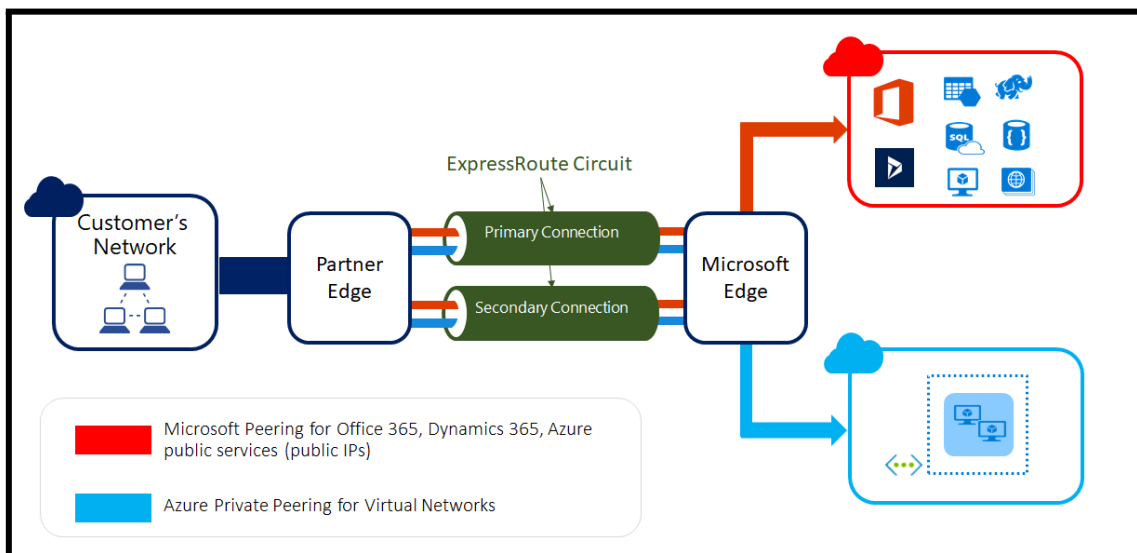 ExpressRoute Circuit
Customer's
Network
Partner
Edge
Primary Connection
Secondary Connection
Microsoft
Edge
SQL
{ }
Microsoft Peering for Office 365, Dynamics 365, Azure
public services (public IPs)
Azure Private Peering for Virtual Networks